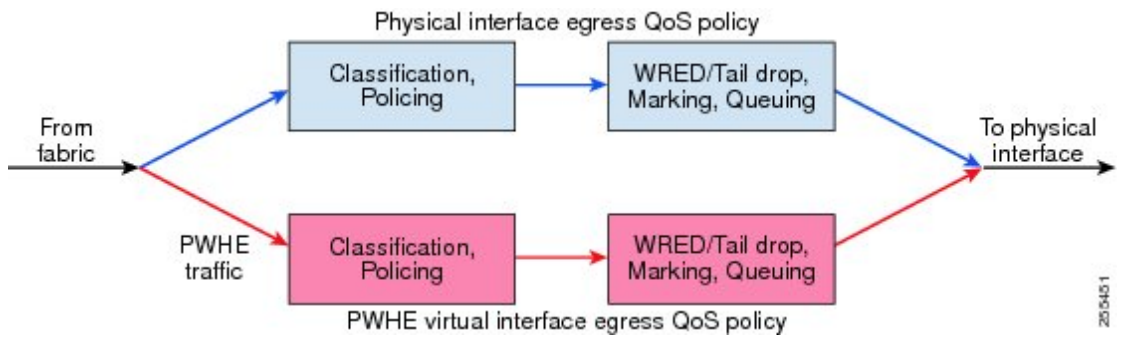 Physical interface egress QoS policy
Classification,
Policing
WRED/Tail drop,
Marking, Queuing
From
fabric
To physical
interface
PWHE
traffic
Classification,
Policing
WRED/Tail drop,
Marking, Queuing
PWHE virtual interface egress QoS policy
255451